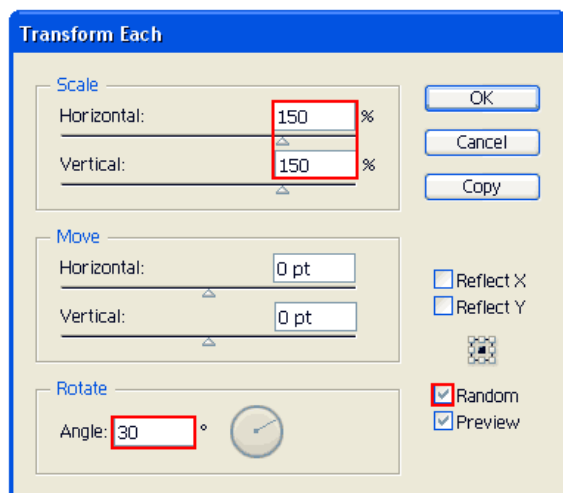 Transform Each
Scale
Horizontal: 150 %
Vertical: 150 %
OK
Cancel
Copy
Move
Horizontal: 0 pt
Vertical: 0 pt
Reflect X
Reflect Y
Rotate
Angle: 30 °
Random
Preview